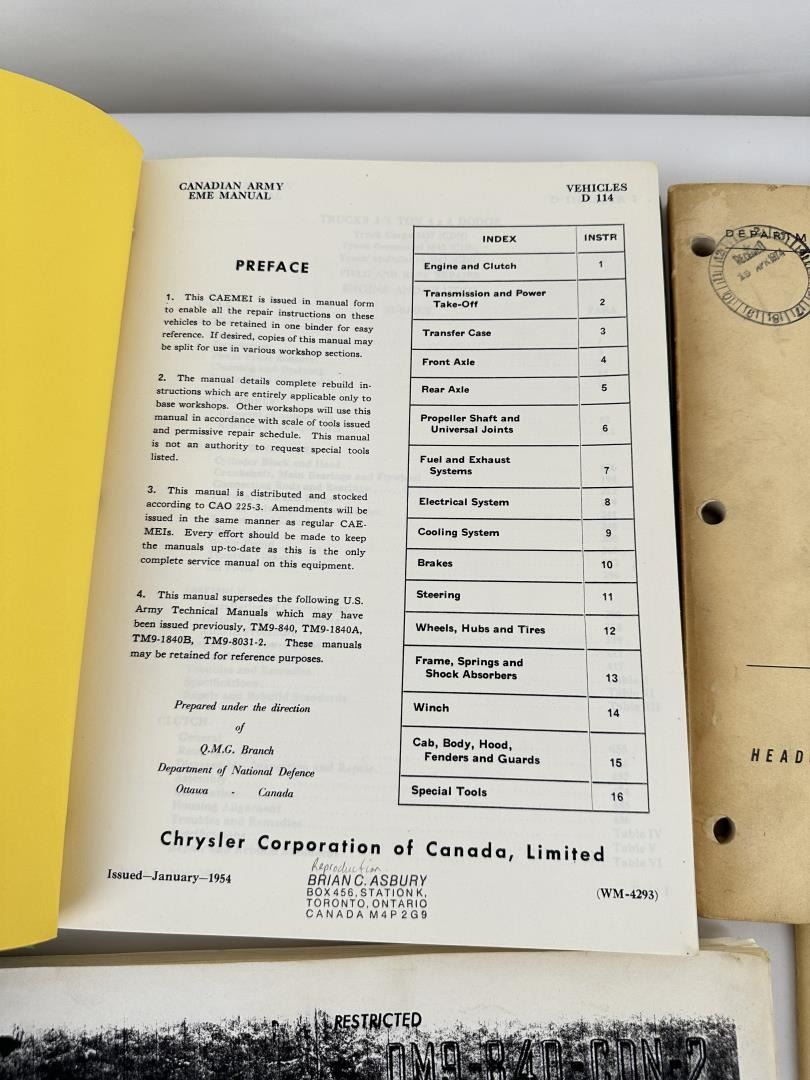 CANADIAN ARMY
EME MANUAL
VEHICLES
D 114
PREFACE
1. This CAEMEI is issued in manual form
to enable all the repair instructions on these
vehicles to be retained in one binder for easy
reference. If desired, copies of this manual may
be split for use in various workshop sections.
2. The manual details complete rebuild in-
structions which are entirely applicable only to
base workshops. Other workshops will use this
manual in accordance with scale of tools issued
and permissive repair schedule. This manual
is not an authority to request special tools
listed.
3. This manual is distributed and stocked
according to CAO 225-3. Amendments will be
issued in the same manner as regular CAE-
MEIs. Every effort should be made to keep
the manuals up-to-date as this is the only
complete service manual on this equipment.
4. This manual supersedes the following U.S.
Army Technical Manuals which may have
been issued previously, TM9-840, TM9-1840A,
TM9-1840B, TM9-8031-2. These manuals
may be retained for reference purposes.
Prepared under the direction
of
Q.M.G. Branch
Department of National Defence
Ottawa - Canada
INDEX INSTR
Engine and Clutch 1
Transmission and Power
Take-Off 2
Transfer Case 3
Front Axle 4
Rear Axle 5
Propeller Shaft and
Universal Joints 6
Fuel and Exhaust
Systems 7
Electrical System 8
Cooling System 9
Brakes 10
Steering 11
Wheels, Hubs and Tires 12
Frame, Springs and
Shock Absorbers 13
Winch 14
Cab, Body, Hood,
Fenders and Guards 15
Special Tools 16
Chrysler Corporation of Canada, Limited
Issued—January—1954
Reproduction
BRIAN C. ASBURY
BOX 456, STATION K,
TORONTO, ONTARIO
CANADA M4P 2G9
(WM-4293)
DEPARTM
HEAD
RESTRICTED
DM9-840-CDN-2